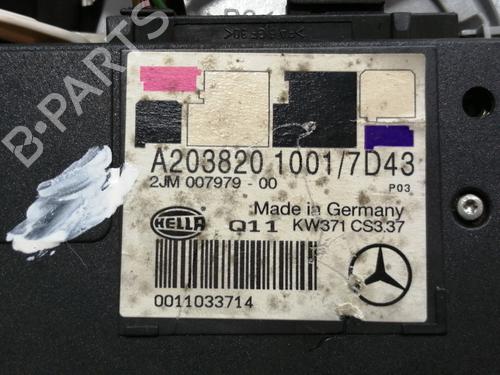 B-PARTS
A203820 1001/7D43
2JM 007979 - 00
P03
Made in Germany
HELLA
Q11
KW371 CS3.37
0011033714